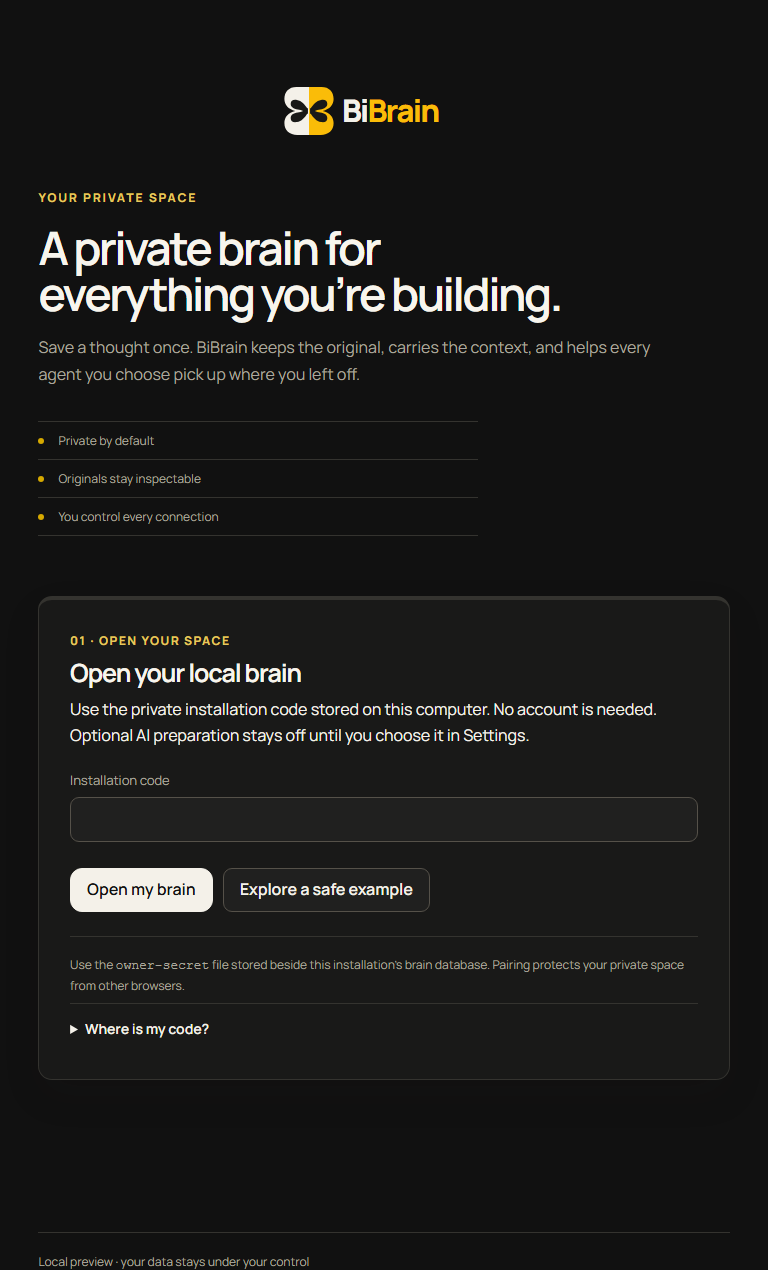 BiBrain
YOUR PRIVATE SPACE
A private brain for
everything you’re building.
Save a thought once. BiBrain keeps the original, carries the context, and helps every
agent you choose pick up where you left off.
Private by default
Originals stay inspectable
You control every connection
01 · OPEN YOUR SPACE
Open your local brain
Use the private installation code stored on this computer. No account is needed.
Optional AI preparation stays off until you choose it in Settings.
Installation code
Open my brain
Explore a safe example
Use the owner-secret file stored beside this installation's brain database. Pairing protects your private space
from other browsers.
Where is my code?
Local preview · your data stays under your control